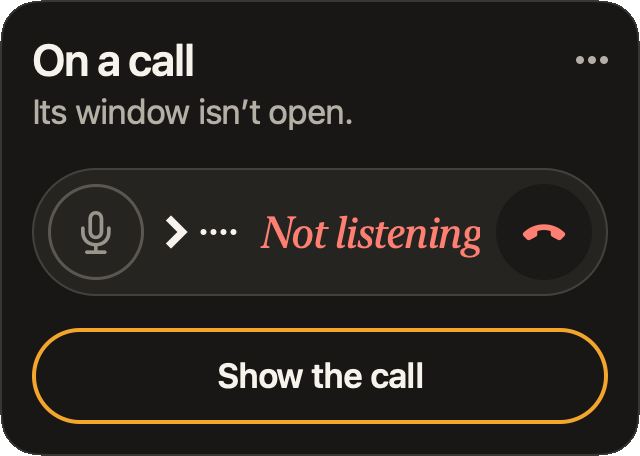 On a call
Its window isn’t open.
Not listening
Show the call